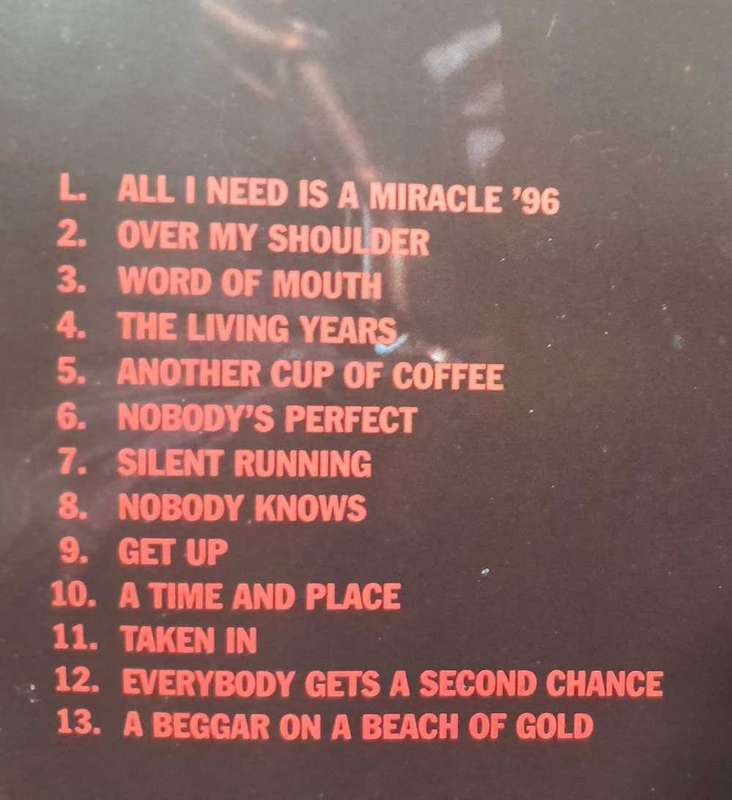 L. ALL I NEED IS A MIRACLE '96
2. OVER MY SHOULDER
3. WORD OF MOUTH
4. THE LIVING YEARS
5. ANOTHER CUP OF COFFEE
6. NOBODY'S PERFECT
7. SILENT RUNNING
8. NOBODY KNOWS
9. GET UP
10. A TIME AND PLACE
11. TAKEN IN
12. EVERYBODY GETS A SECOND CHANCE
13. A BEGGAR ON A BEACH OF GOLD